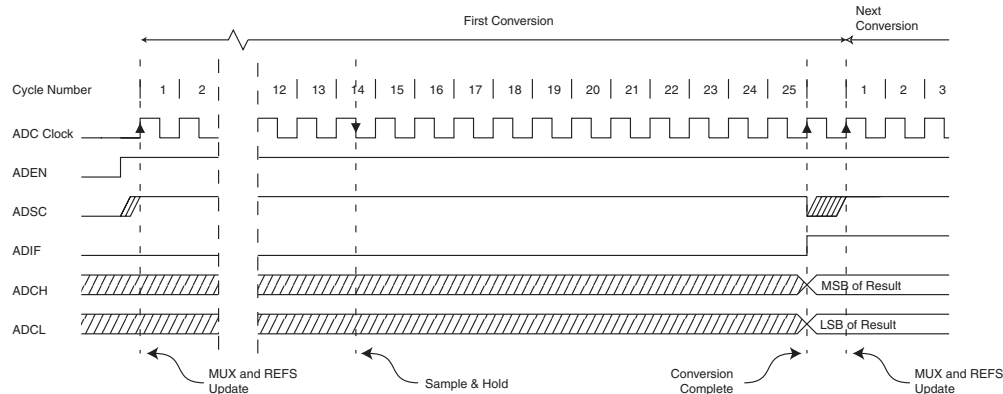 First Conversion
Next
Conversion
Cycle Number
1 2 12 13 14 15 16 17 18 19 20 21 22 23 24 25 1 2 3
ADC Clock
ADEN
ADSC
ADIF
ADCH
MSB of Result
ADCL
LSB of Result
MUX and REFS
Update
Sample & Hold
Conversion
Complete
MUX and REFS
Update